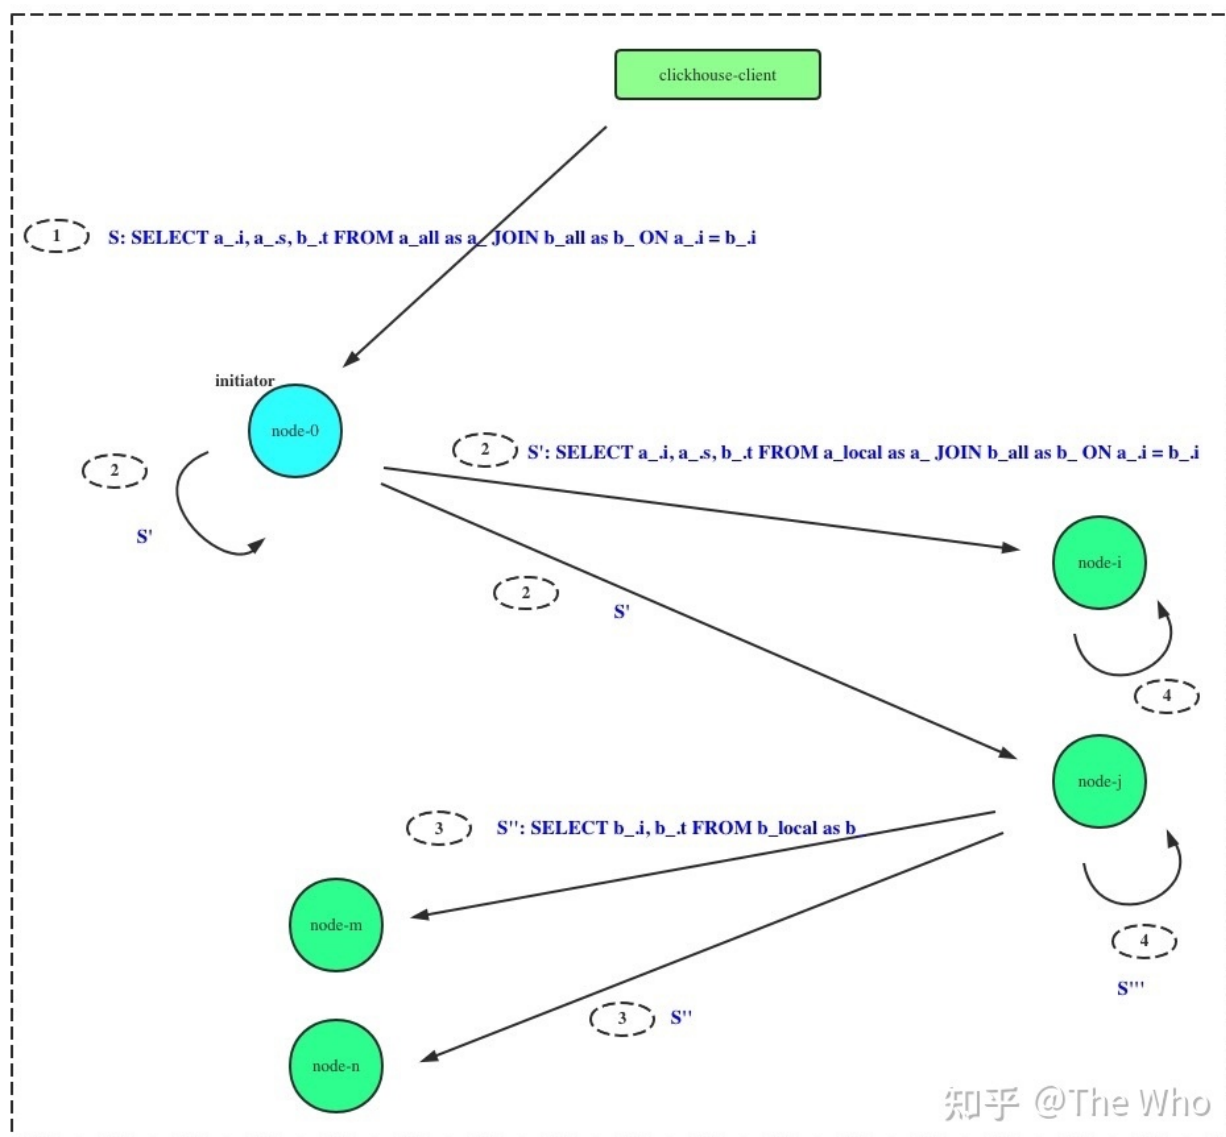 clickhouse-client
1
S: SELECT a_.i, a_.s, b_.t FROM a_all as a_ JOIN b_all as b_ ON a_.i = b_.i
initiator
node-0
2
S': SELECT a_.i, a_.s, b_.t FROM a_local as a_ JOIN b_all as b_ ON a_.i = b_.i
2
S'
node-i
2
S'
4
node-j
3
S'': SELECT b_.i, b_.t FROM b_local as b_
node-m
4
S'''
3
S''
node-n
知乎 @The Who